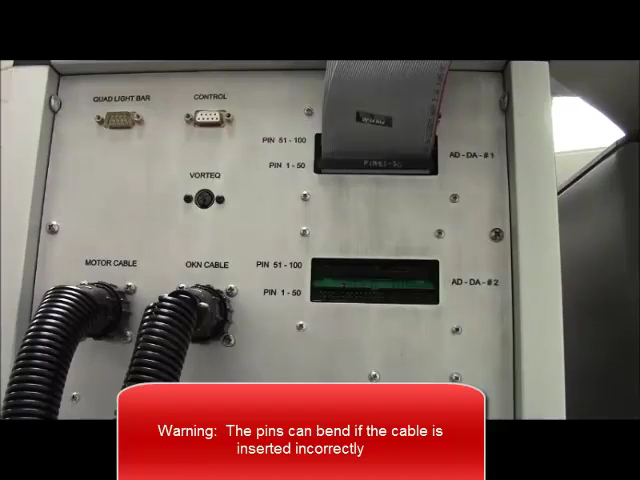 QUAD LIGHT BAR
CONTROL
PIN 51 - 100
PIN 1 - 50
AD - DA - # 1
VORTEQ
MOTOR CABLE
OKN CABLE
PIN 51 - 100
PIN 1 - 50
AD - DA - # 2
Warning: The pins can bend if the cable is
inserted incorrectly